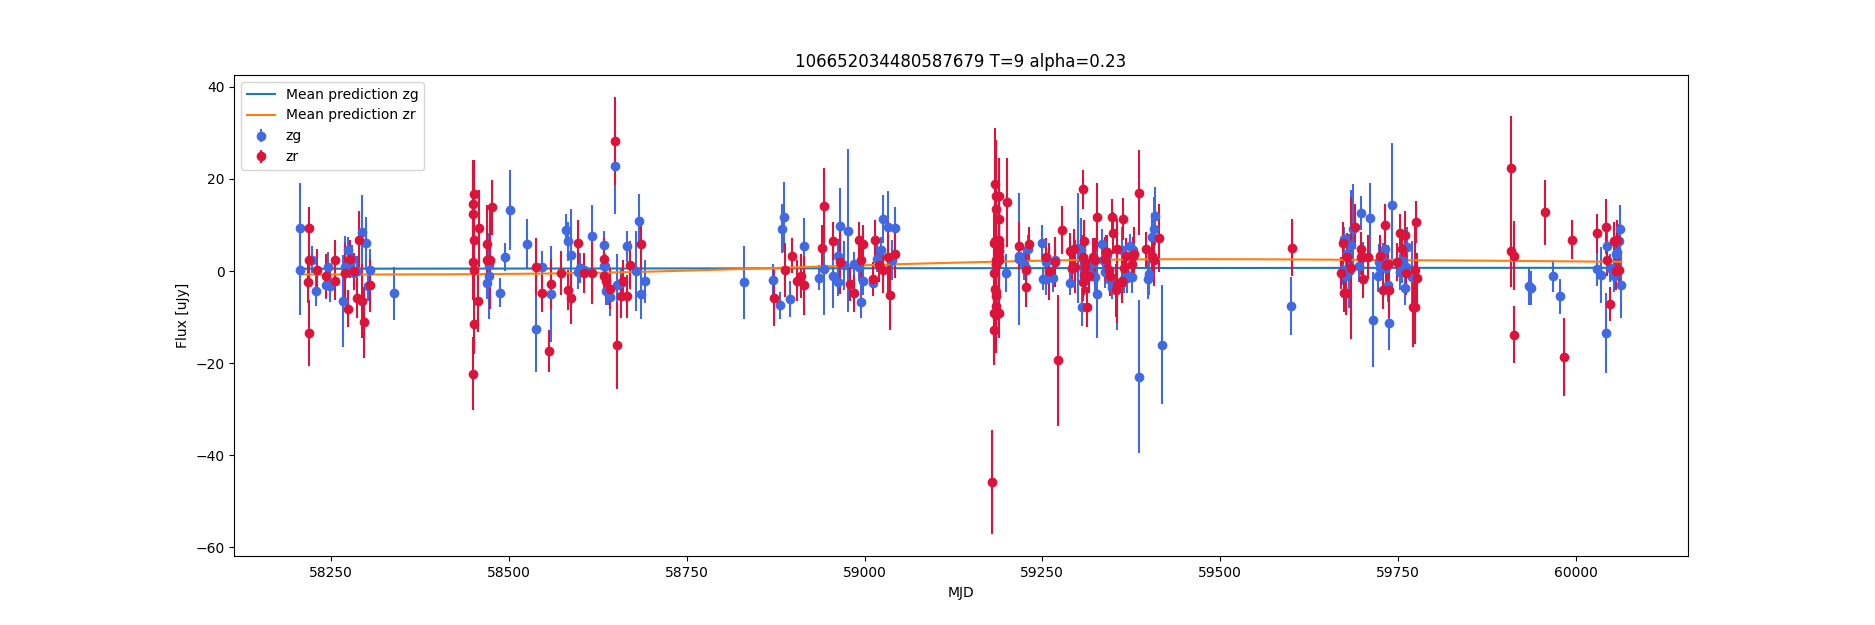 106652034480587679 T=9 alpha=0.23
Mean prediction zg
Mean prediction zr
zg
zr
Flux [uJy]
40
20
0
−20
−40
−60
58250
58500
58750
59000
59250
59500
59750
60000
MJD